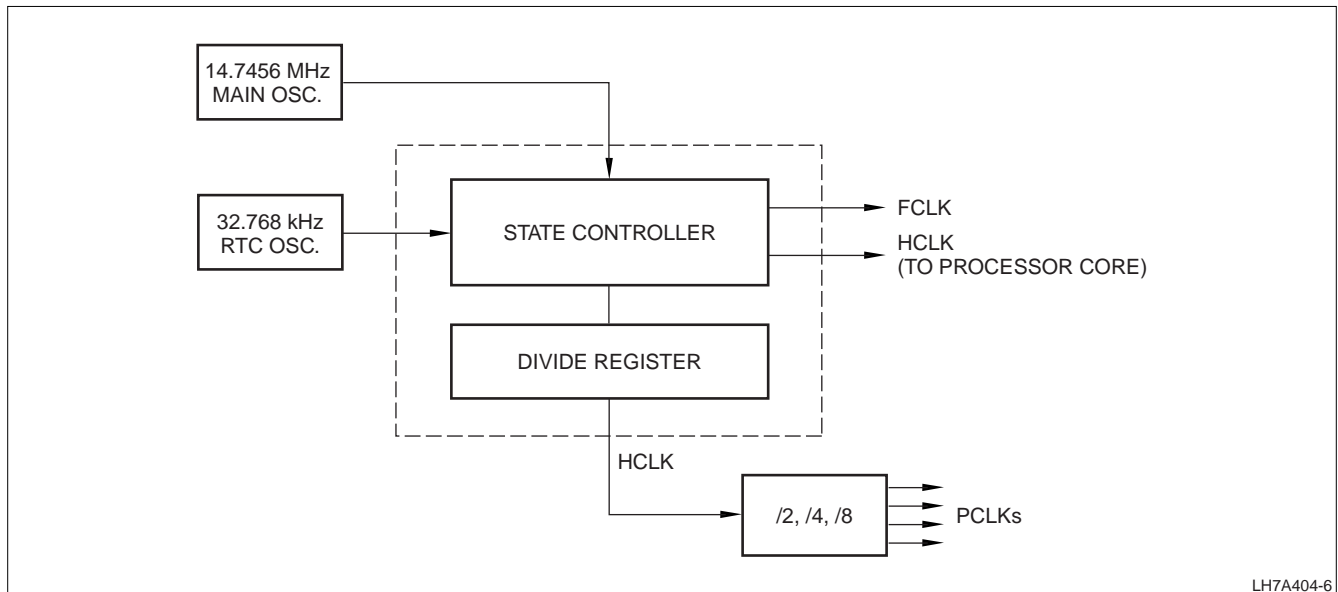 14.7456 MHz
MAIN OSC.
32.768 kHz
RTC OSC.
STATE CONTROLLER
FCLK
HCLK
(TO PROCESSOR CORE)
DIVIDE REGISTER
HCLK
/2, /4, /8
PCLKs
LH7A404-6